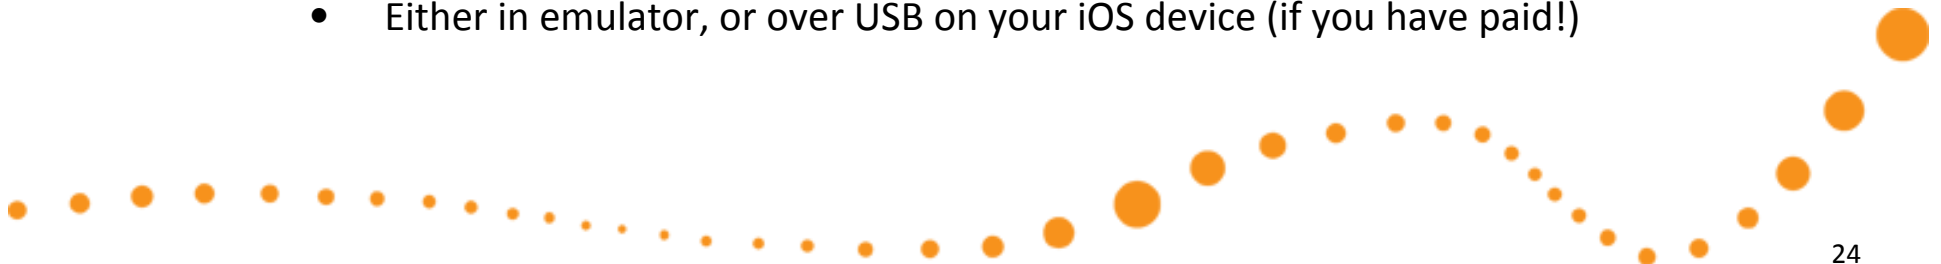 • Either in emulator, or over USB on your iOS device (if you have paid!)
24